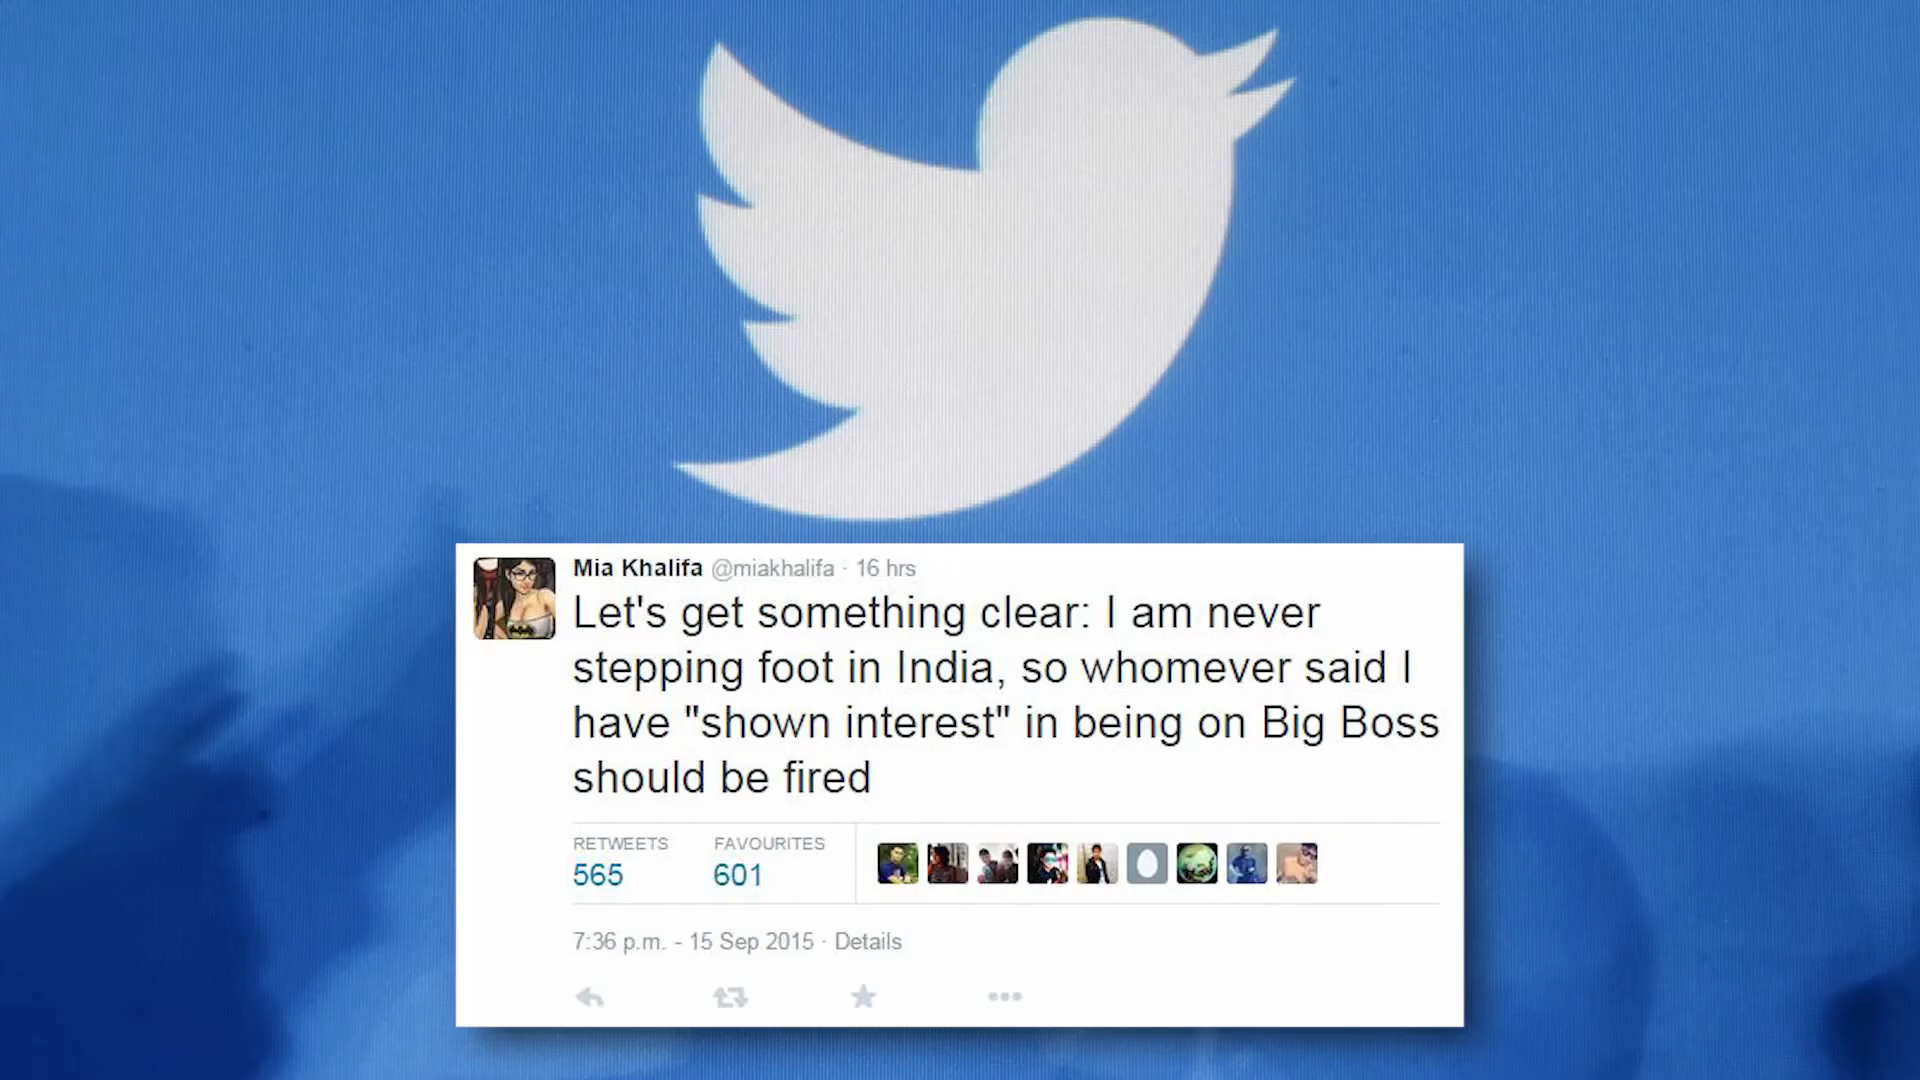 Mia Khalifa @miakhalifa · 16 hrs
Let's get something clear: I am never
stepping foot in India, so whomever said I
have "shown interest" in being on Big Boss
should be fired
RETWEETS FAVOURITES
565 601
7:36 p.m. - 15 Sep 2015 · Details